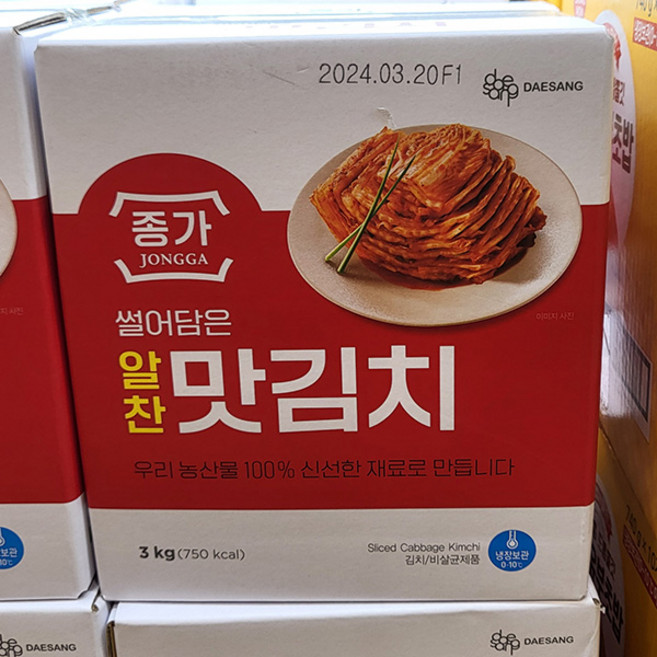 2024.03.20F1
DAESANG
종가
JONGGA
이미지 사진
썰어담은
알찬 맛김치
우리 농산물 100% 신선한 재료로 만듭니다
3 kg (750 kcal)
Sliced Cabbage Kimchi
김치/비살균제품
냉장보관
0-10℃
DAESANG
DAESANG